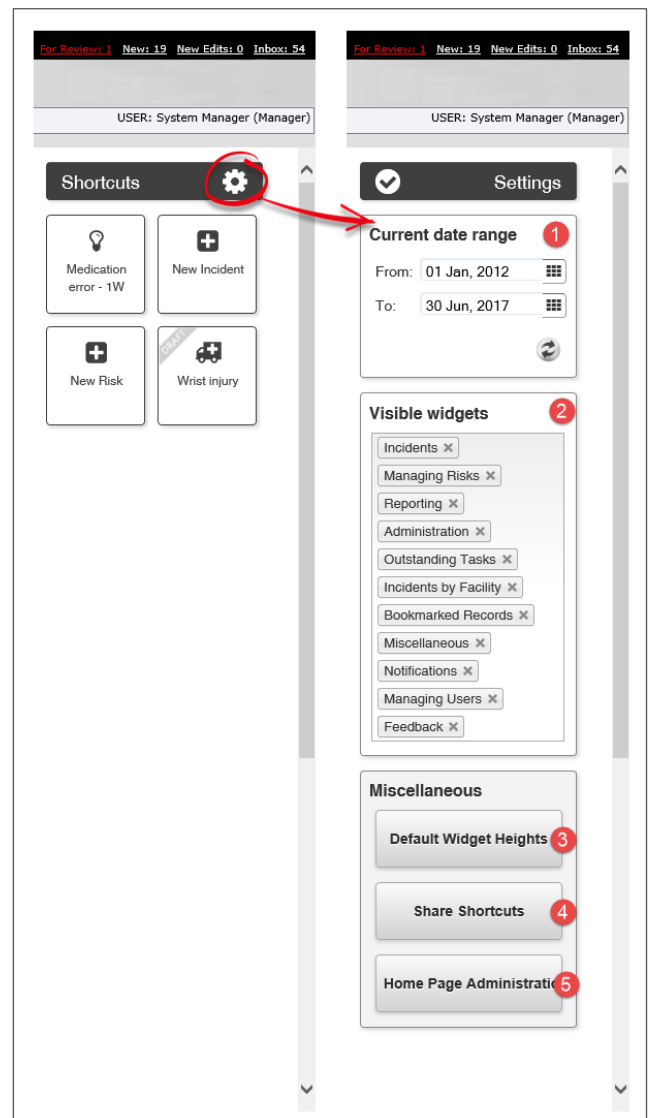 For Review: 1 New: 19 New Edits: 0 Inbox: 54
USER: System Manager (Manager)
Shortcuts
Medication
error - 1W
New Incident
New Risk
DRAFT
Wrist injury
For Review: 1 New: 19 New Edits: 0 Inbox: 54
USER: System Manager (Manager)
Settings
Current date range 1
From: 01 Jan, 2012
To: 30 Jun, 2017
Visible widgets 2
Incidents
Managing Risks
Reporting
Administration
Outstanding Tasks
Incidents by Facility
Bookmarked Records
Miscellaneous
Notifications
Managing Users
Feedback
Miscellaneous
Default Widget Heights 3
Share Shortcuts 4
Home Page Administratio 5